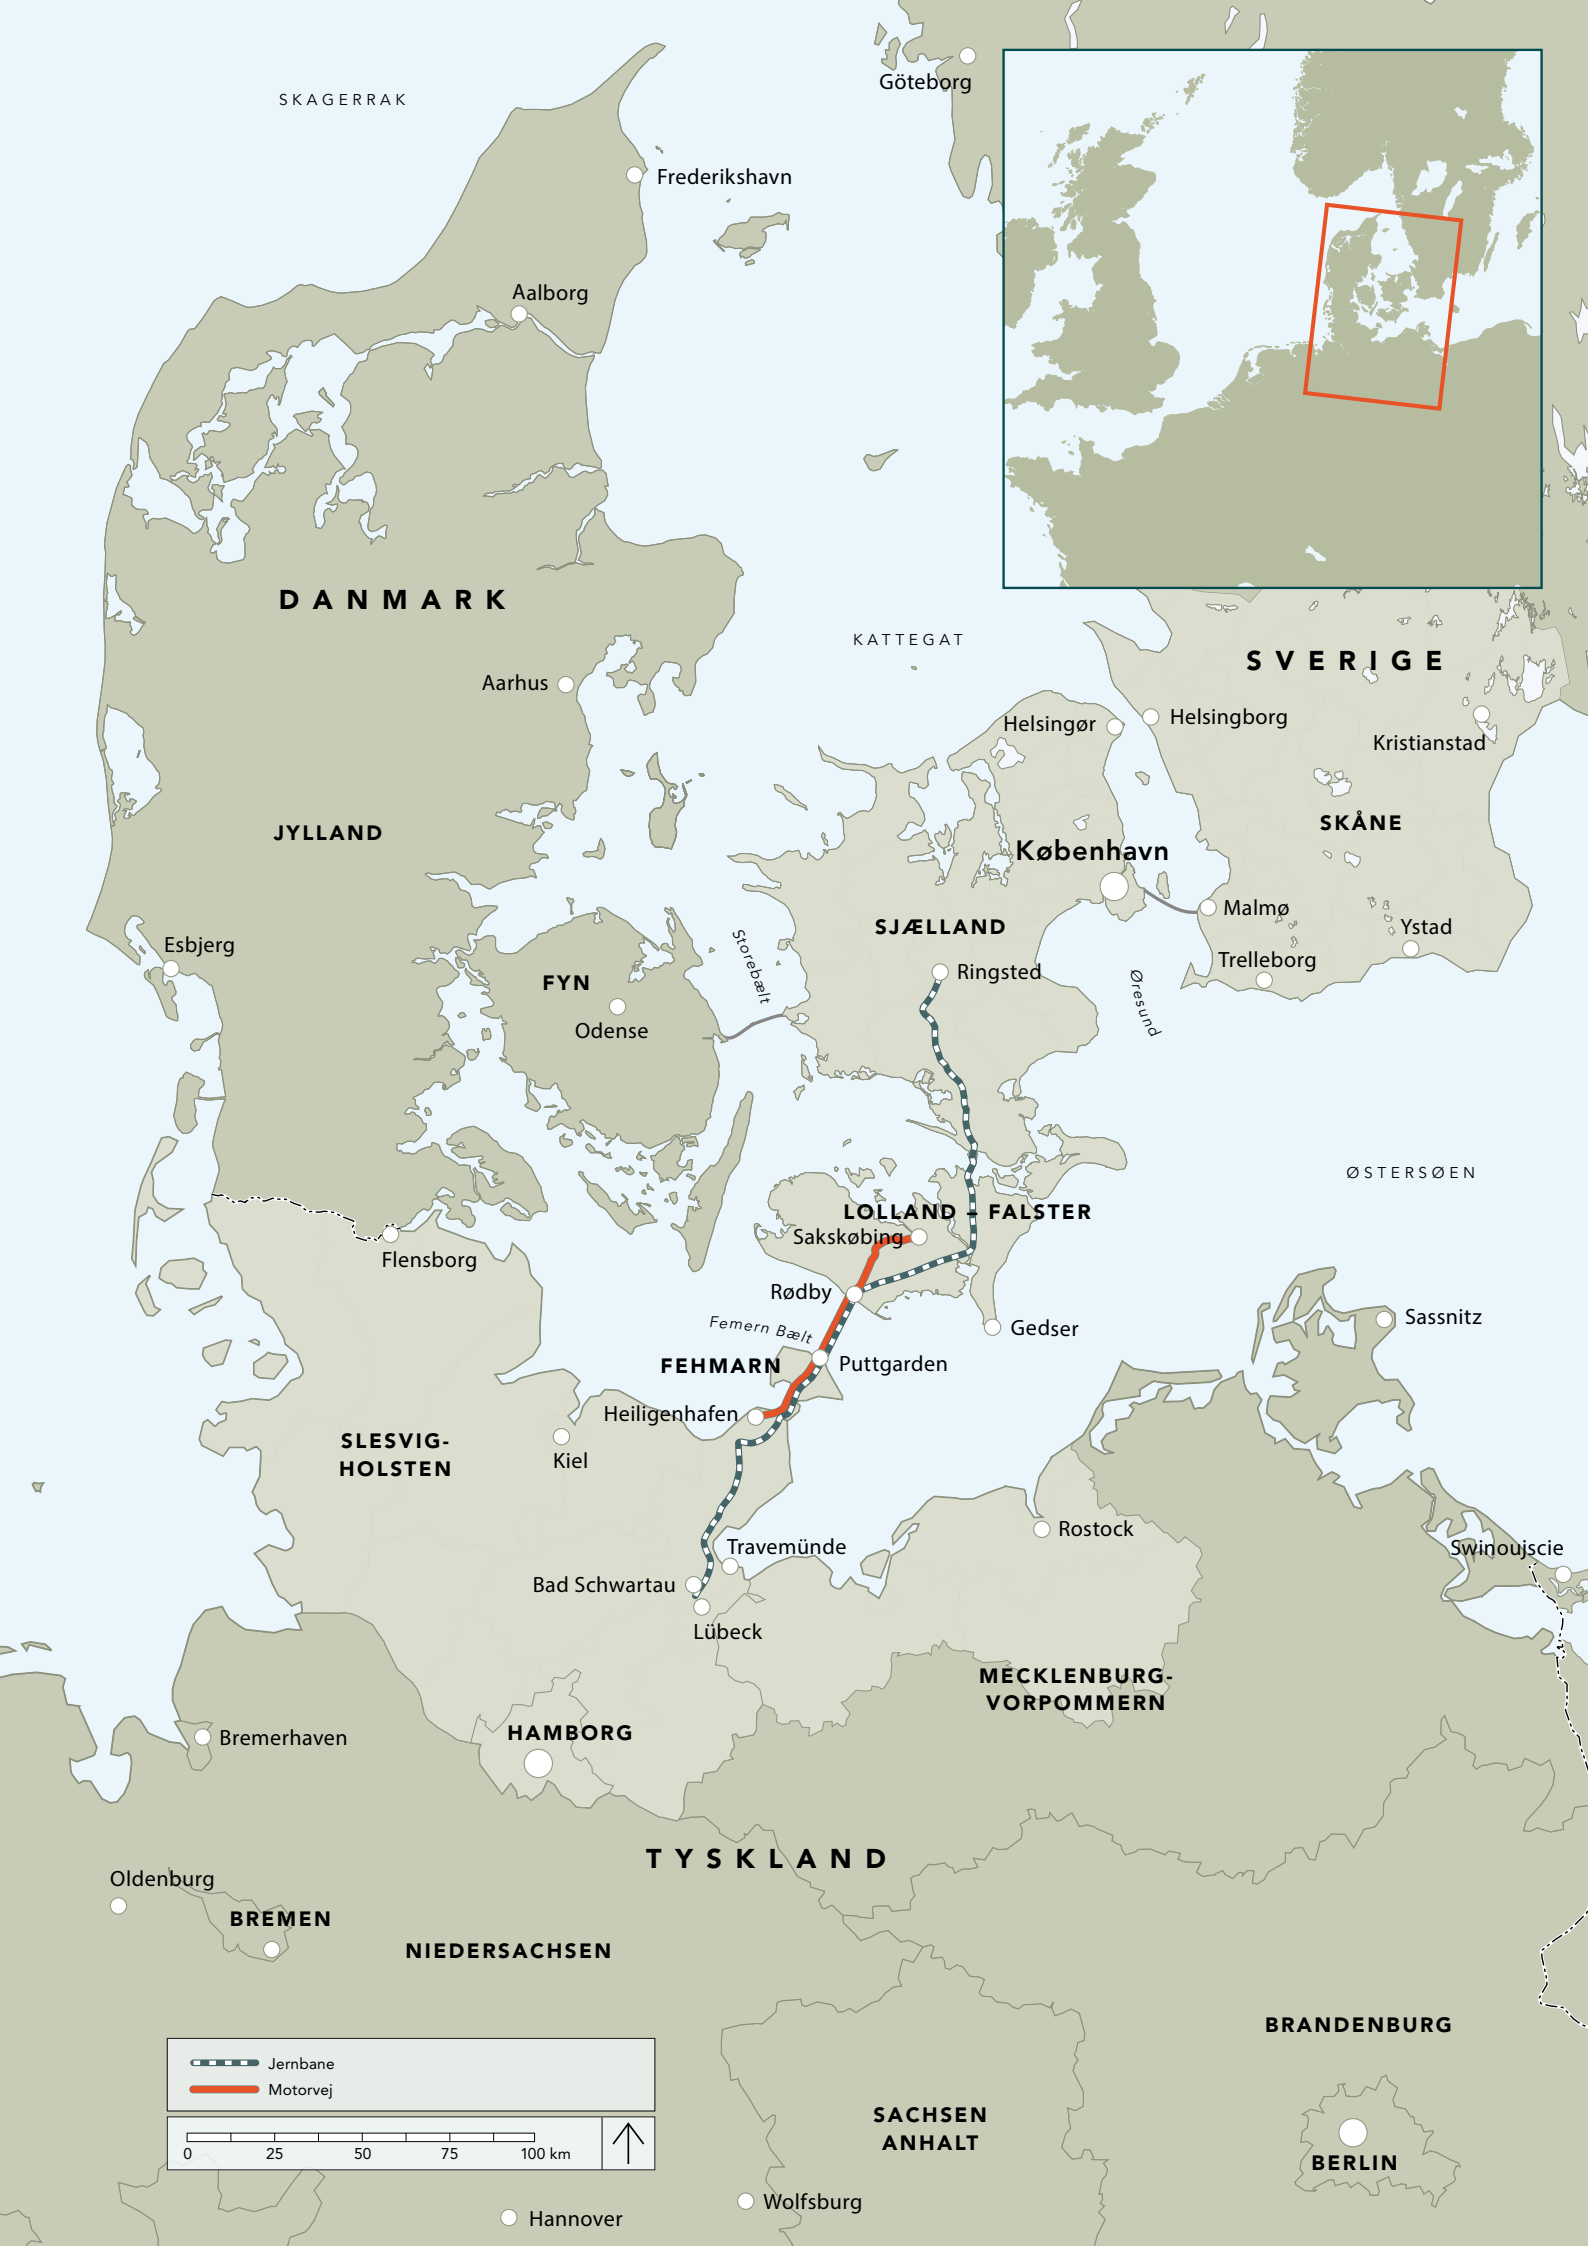 Göteborg
SKAGERRAK
Frederikshavn
Aalborg
DANMARK
KATTEGAT
SVERIGE
Aarhus
Helsingør
Helsingborg
Kristianstad
JYLLAND
SKÅNE
København
Malmø
SJÆLLAND
Ystad
Esbjerg
Storebælt
Trelleborg
Ringsted
FYN
Øresund
Odense
ØSTERSØEN
LOLLAND – FALSTER
Sakskøbing
Flensborg
Rødby
Sassnitz
Femern Bælt
Gedser
FEHMARN
Puttgarden
Heiligenhafen
SLESVIG-
HOLSTEN
Kiel
Rostock
Travemünde
Swinoujscie
Bad Schwartau
Lübeck
MECKLENBURG-
VORPOMMERN
HAMBORG
Bremerhaven
TYSKLAND
Oldenburg
BREMEN
NIEDERSACHSEN
BRANDENBURG
Jernbane
Motorvej
SACHSEN
ANHALT
0 25 50 75 100 km
BERLIN
Wolfsburg
Hannover